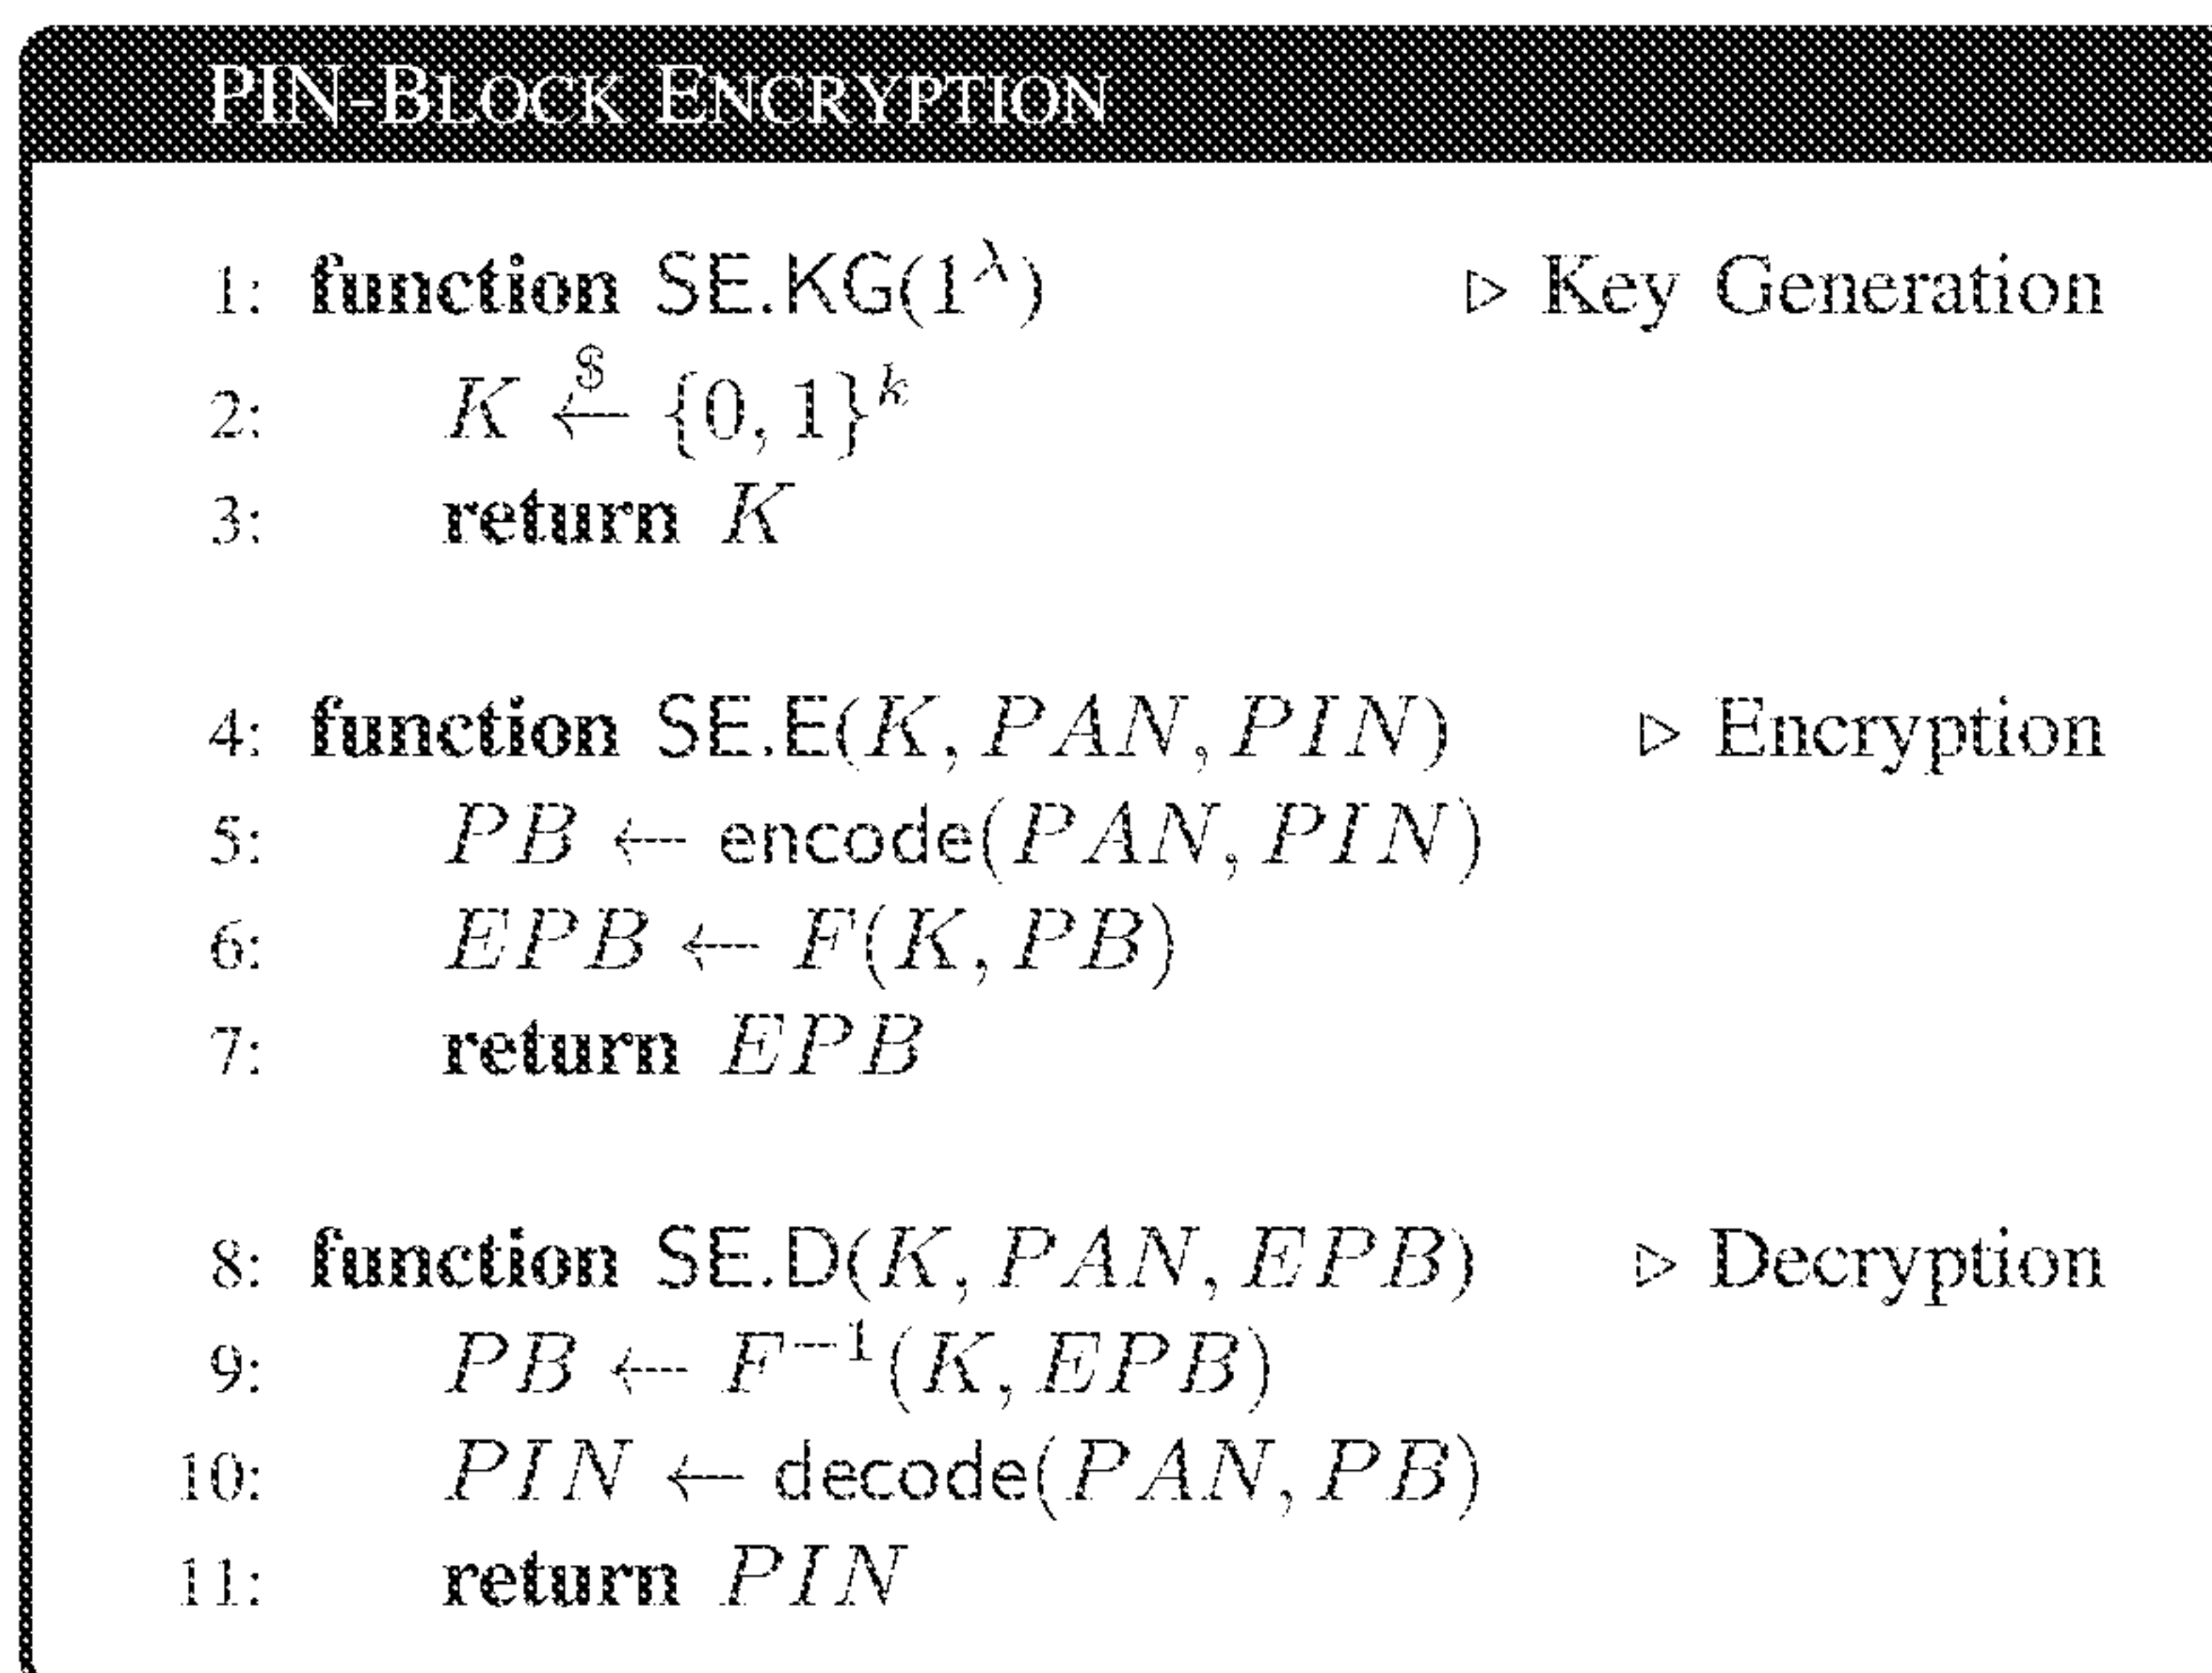 PIN-BLOCK ENCRYPTION
1: function SE.KG(1^λ) ▷ Key Generation
2: K ←$ {0, 1}^k
3: return K
4: function SE.E(K, PAN, PIN) ▷ Encryption
5: PB ← encode(PAN, PIN)
6: EPB ← F(K, PB)
7: return EPB
8: function SE.D(K, PAN, EPB) ▷ Decryption
9: PB ← F^−1(K, EPB)
10: PIN ← decode(PAN, PB)
11: return PIN